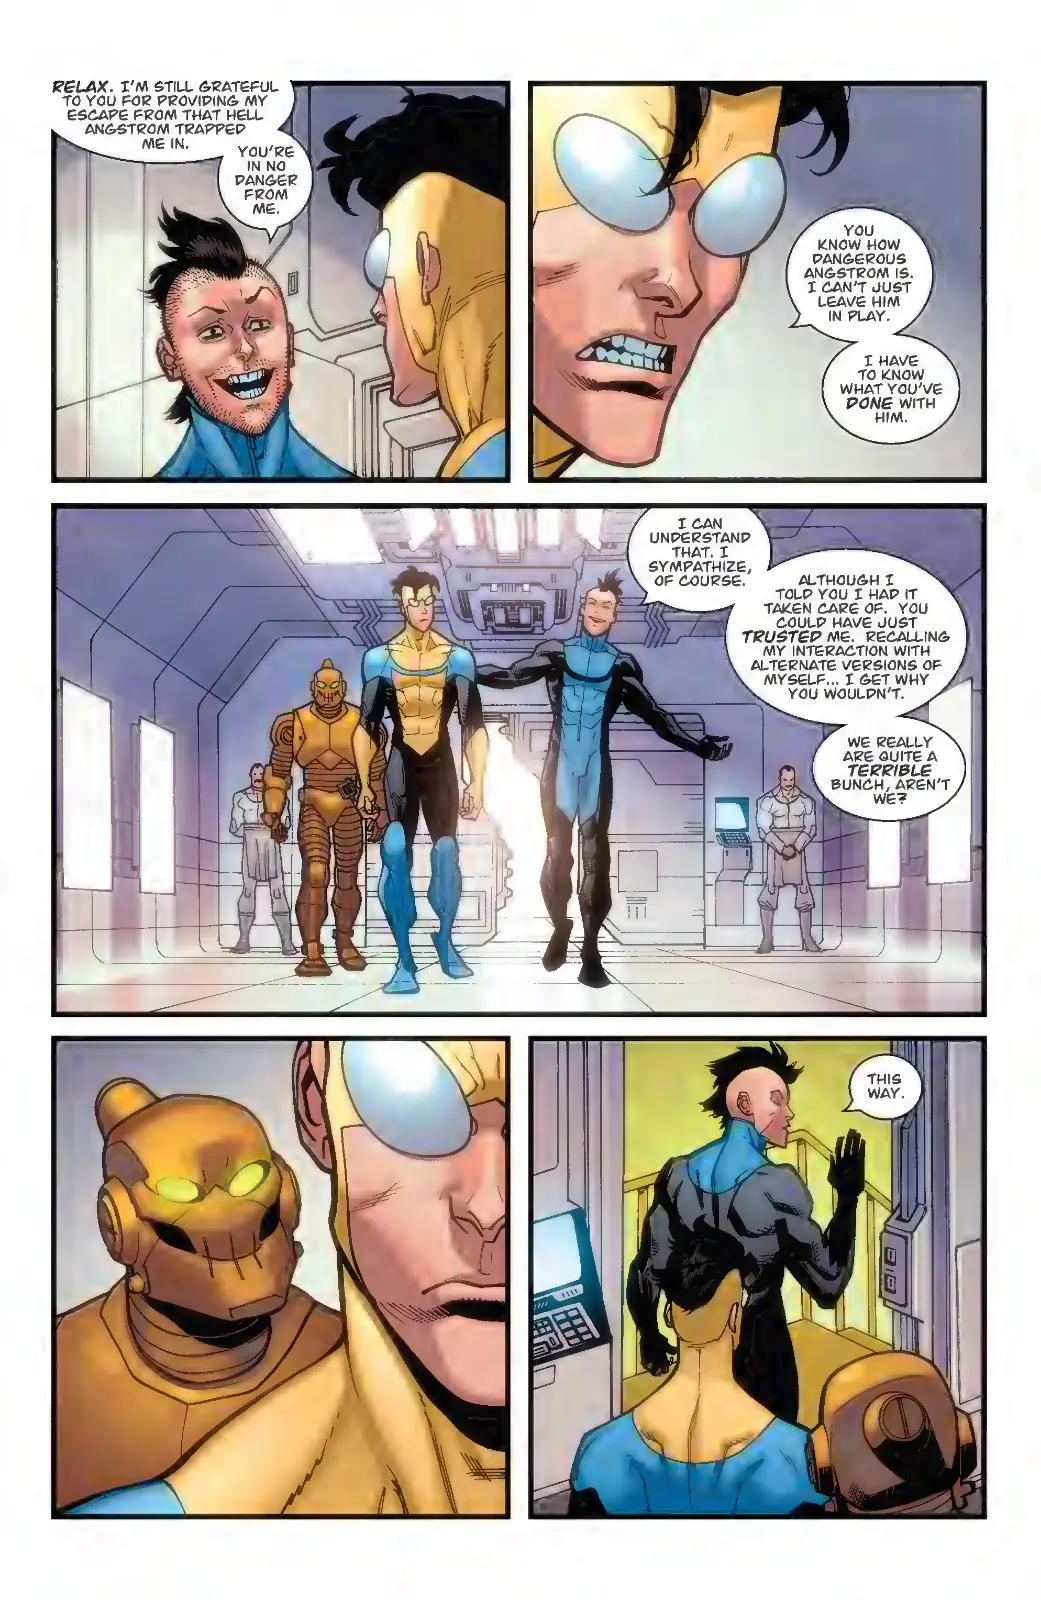 RELAX. I'M STILL GRATEFUL
TO YOU FOR PROVIDING MY
ESCAPE FROM THAT HELL
ANGSTROM TRAPPED
ME IN.
YOU'RE
IN NO
DANGER
FROM
ME.
YOU
KNOW HOW
DANGEROUS
ANGSTROM IS.
I CAN'T JUST
LEAVE HIM
IN PLAY.
I HAVE
TO KNOW
WHAT YOU'VE
DONE WITH
HIM.
I CAN
UNDERSTAND
THAT. I
SYMPATHIZE,
OF COURSE.
ALTHOUGH I
TOLD YOU I HAD IT
TAKEN CARE OF. YOU
COULD HAVE JUST
TRUSTED ME. RECALLING
MY INTERACTION WITH
ALTERNATE VERSIONS OF
MYSELF... I GET WHY
YOU WOULDN'T.
WE REALLY
ARE QUITE A
TERRIBLE
BUNCH, AREN'T
WE?
THIS
WAY.